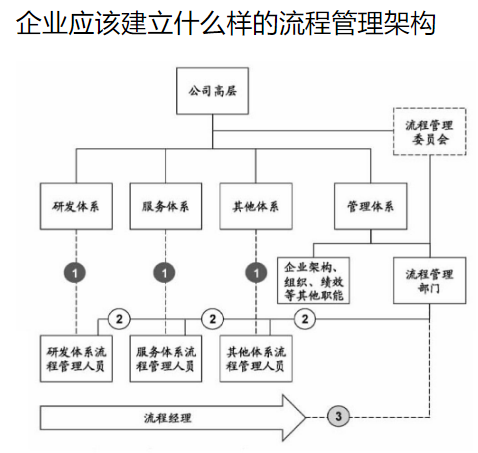 企业应该建立什么样的流程管理架构
公司高层
流程管理
委员会
研发体系
服务体系
其他体系
管理体系
1
1
1
企业架构、
组织、绩效
等其他职能
流程管理
部门
2
2
2
研发体系流
程管理人员
服务体系流
程管理人员
其他体系流
程管理人员
流程经理
3